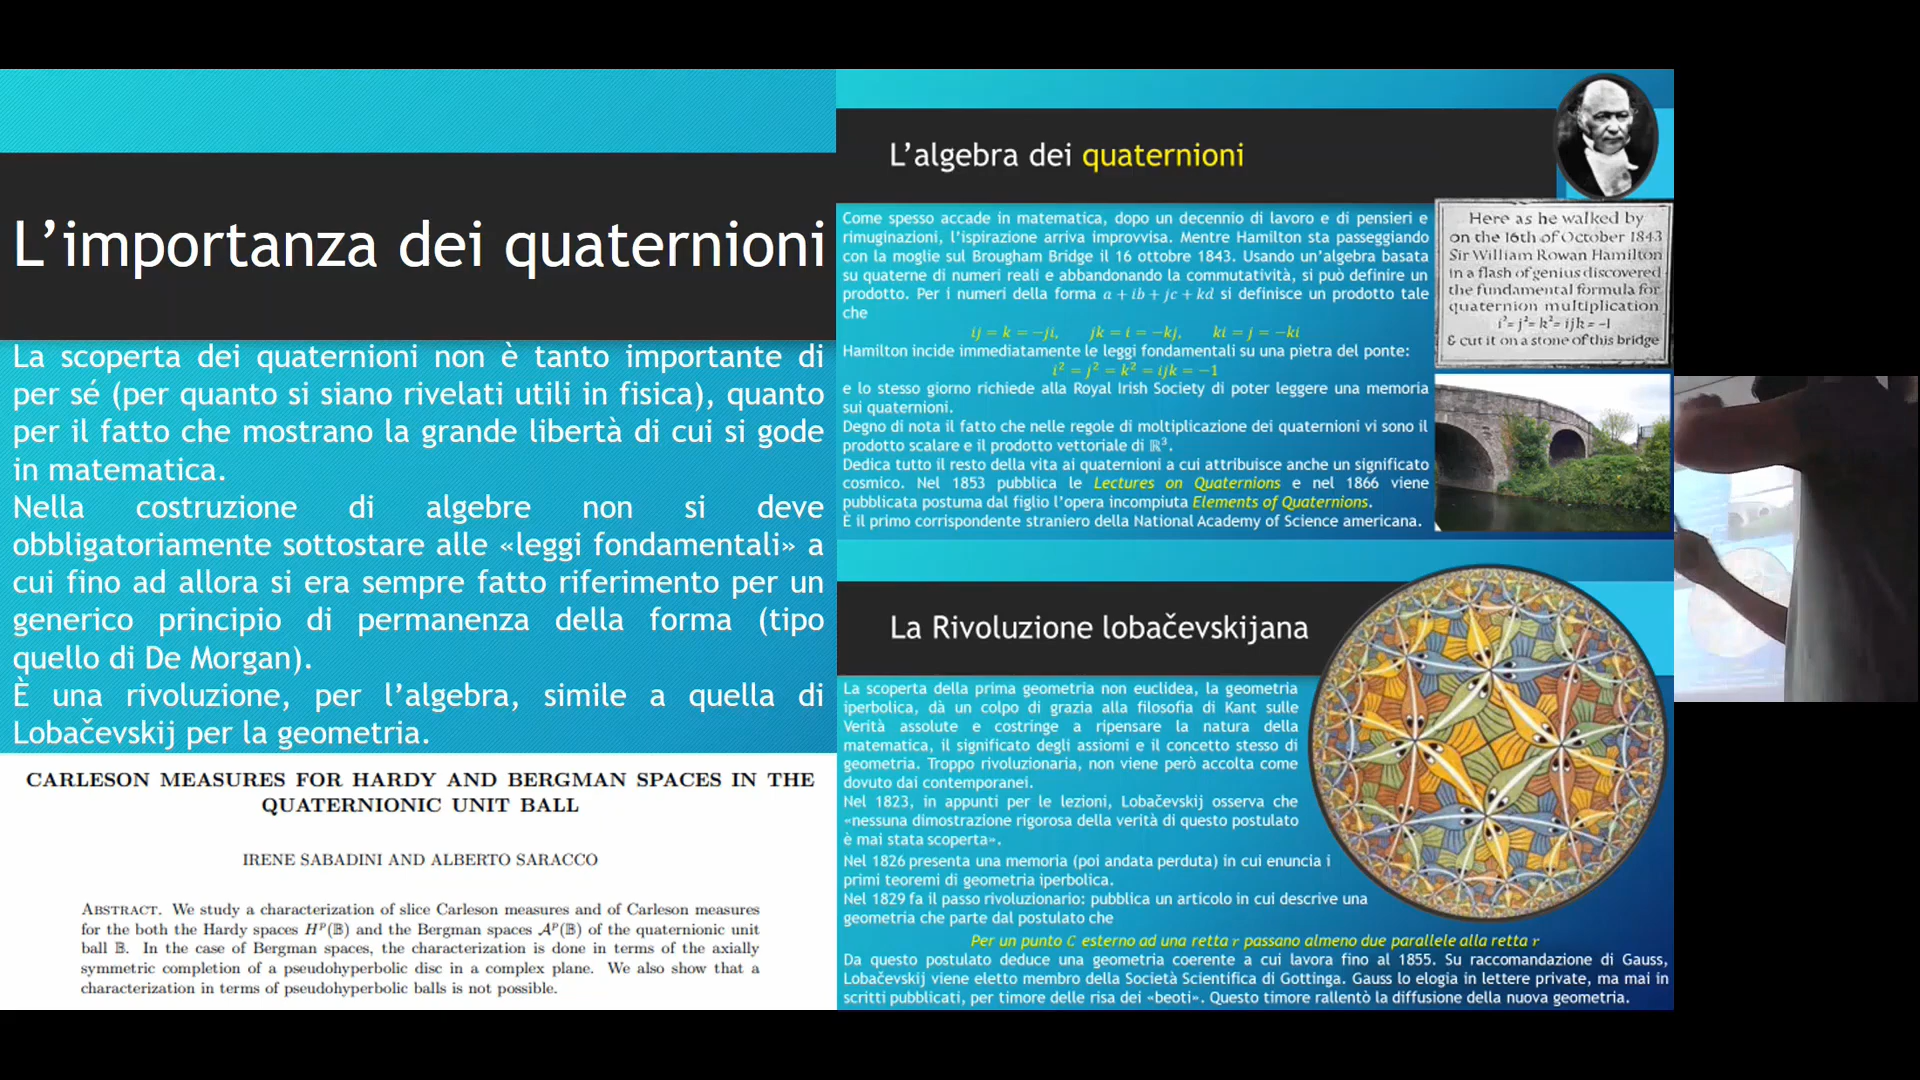 L'importanza dei quaternioni
La scoperta dei quaternioni non è tanto importante di
per sé (per quanto si siano rivelati utili in fisica), quanto
per il fatto che mostrano la grande libertà di cui si gode
in matematica.
Nella costruzione di algebre non si deve
obbligatoriamente sottostare alle «leggi fondamentali» a
cui fino ad allora si era sempre fatto riferimento per un
generico principio di permanenza della forma (tipo
quello di De Morgan).
È una rivoluzione, per l'algebra, simile a quella di
Lobačevskij per la geometria.
CARLESON MEASURES FOR HARDY AND BERGMAN SPACES IN THE
QUATERNIONIC UNIT BALL
IRENE SABADINI AND ALBERTO SARACCO
ABSTRACT. We study a characterization of slice Carleson measures and of Carleson measures
for the both the Hardy spaces Hᵖ(𝔹) and the Bergman spaces 𝒜ᵖ(𝔹) of the quaternionic unit
ball 𝔹. In the case of Bergman spaces, the characterization is done in terms of the axially
symmetric completion of a pseudohyperbolic disc in a complex plane. We also show that a
characterization in terms of pseudohyperbolic balls is not possible.
L'algebra dei quaternioni
Come spesso accade in matematica, dopo un decennio di lavoro e di pensieri e
rimuginazioni, l'ispirazione arriva improvvisa. Mentre Hamilton sta passeggiando
con la moglie sul Brougham Bridge il 16 ottobre 1843. Usando un'algebra basata
su quaterne di numeri reali e abbandonando la commutatività, si può definire un
prodotto. Per i numeri della forma a + ib + jc + kd si definisce un prodotto tale
che
ij = k = −ji, jk = i = −kj, ki = j = −ki
Hamilton incide immediatamente le leggi fondamentali su una pietra del ponte:
i² = j² = k² = ijk = −1
e lo stesso giorno richiede alla Royal Irish Society di poter leggere una memoria
sui quaternioni.
Degno di nota il fatto che nelle regole di moltiplicazione dei quaternioni vi sono il
prodotto scalare e il prodotto vettoriale di ℝ³.
Dedica tutto il resto della vita ai quaternioni a cui attribuisce anche un significato
cosmico. Nel 1853 pubblica le Lectures on Quaternions e nel 1866 viene
pubblicata postuma dal figlio l'opera incompiuta Elements of Quaternions.
È il primo corrispondente straniero della National Academy of Science americana.
Here as he walked by
on the 16th of October 1843
Sir William Rowan Hamilton
in a flash of genius discovered
the fundamental formula for
quaternion multiplication
i² = j² = k² = ijk = −1
& cut it on a stone of this bridge
La Rivoluzione lobačevskijana
La scoperta della prima geometria non euclidea, la geometria
iperbolica, dà un colpo di grazia alla filosofia di Kant sulle
Verità assolute e costringe a ripensare la natura della
matematica, il significato degli assiomi e il concetto stesso di
geometria. Troppo rivoluzionaria, non viene però accolta come
dovuto dai contemporanei.
Nel 1823, in appunti per le lezioni, Lobačevskij osserva che
«nessuna dimostrazione rigorosa della verità di questo postulato
è mai stata scoperta».
Nel 1826 presenta una memoria (poi andata perduta) in cui enuncia i
primi teoremi di geometria iperbolica.
Nel 1829 fa il passo rivoluzionario: pubblica un articolo in cui descrive una
geometria che parte dal postulato che
Per un punto C esterno ad una retta r passano almeno due parallele alla retta r
Da questo postulato deduce una geometria coerente a cui lavora fino al 1855. Su raccomandazione di Gauss,
Lobačevskij viene eletto membro della Società Scientifica di Gottinga. Gauss lo elogia in lettere private, ma mai in
scritti pubblicati, per timore delle risa dei «beoti». Questo timore rallentò la diffusione della nuova geometria.